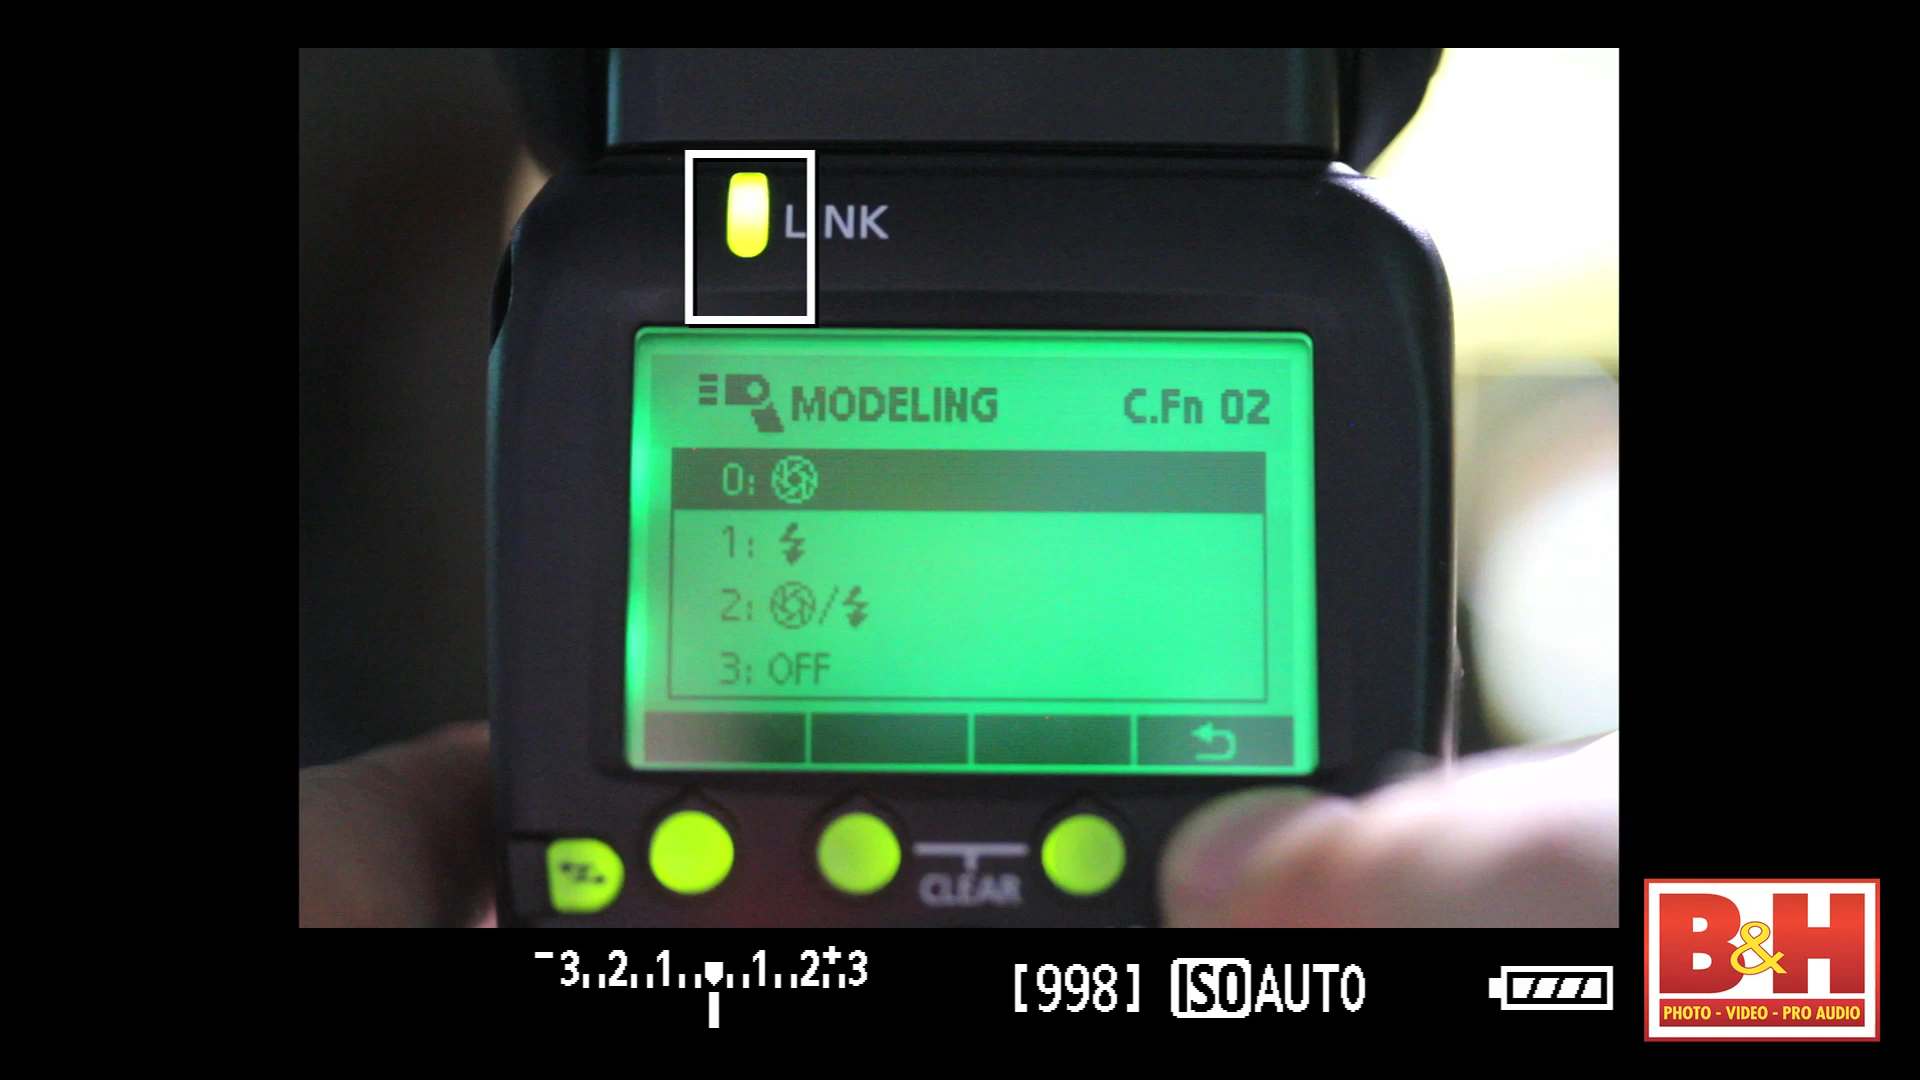 LINK
MODELING C.Fn 02
0:
1:
2: /
3: OFF
CLEAR
-3..2..1..▼..1..2..+3 [998] ISO AUTO
B&H
PHOTO - VIDEO - PRO AUDIO